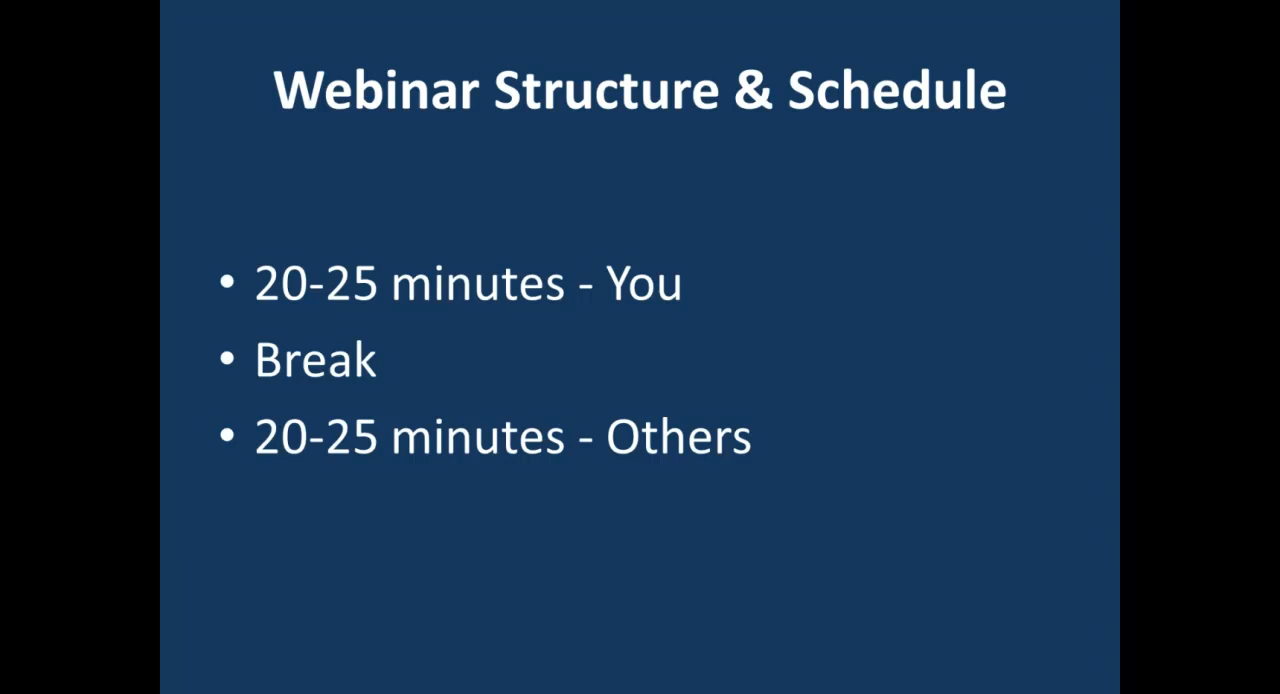 Webinar Structure & Schedule
• 20-25 minutes - You
• Break
• 20-25 minutes - Others